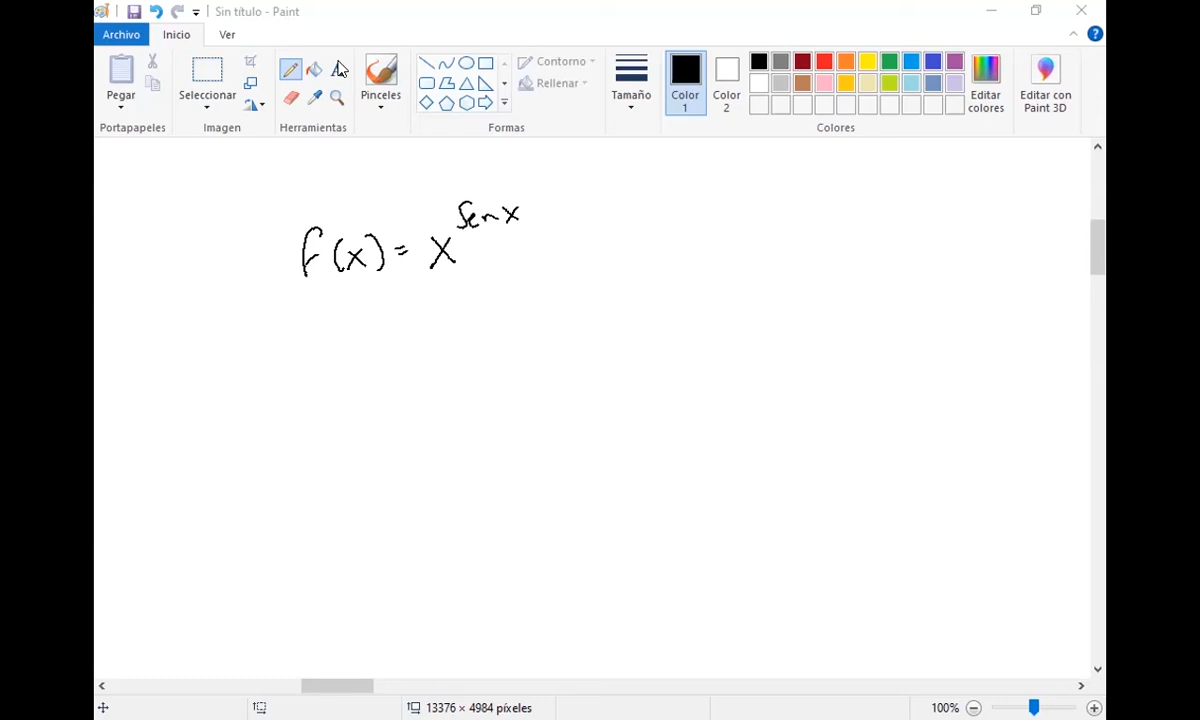 Sin título - Paint
Archivo Inicio Ver
Pegar
Portapapeles
Seleccionar
Imagen
A
Herramientas
Pinceles
Contorno
Rellenar
Formas
Tamaño
Color 1
Color 2
Editar colores
Colores
Editar con Paint 3D
f(x) = x^sen x
13376 × 4984 píxeles 100%